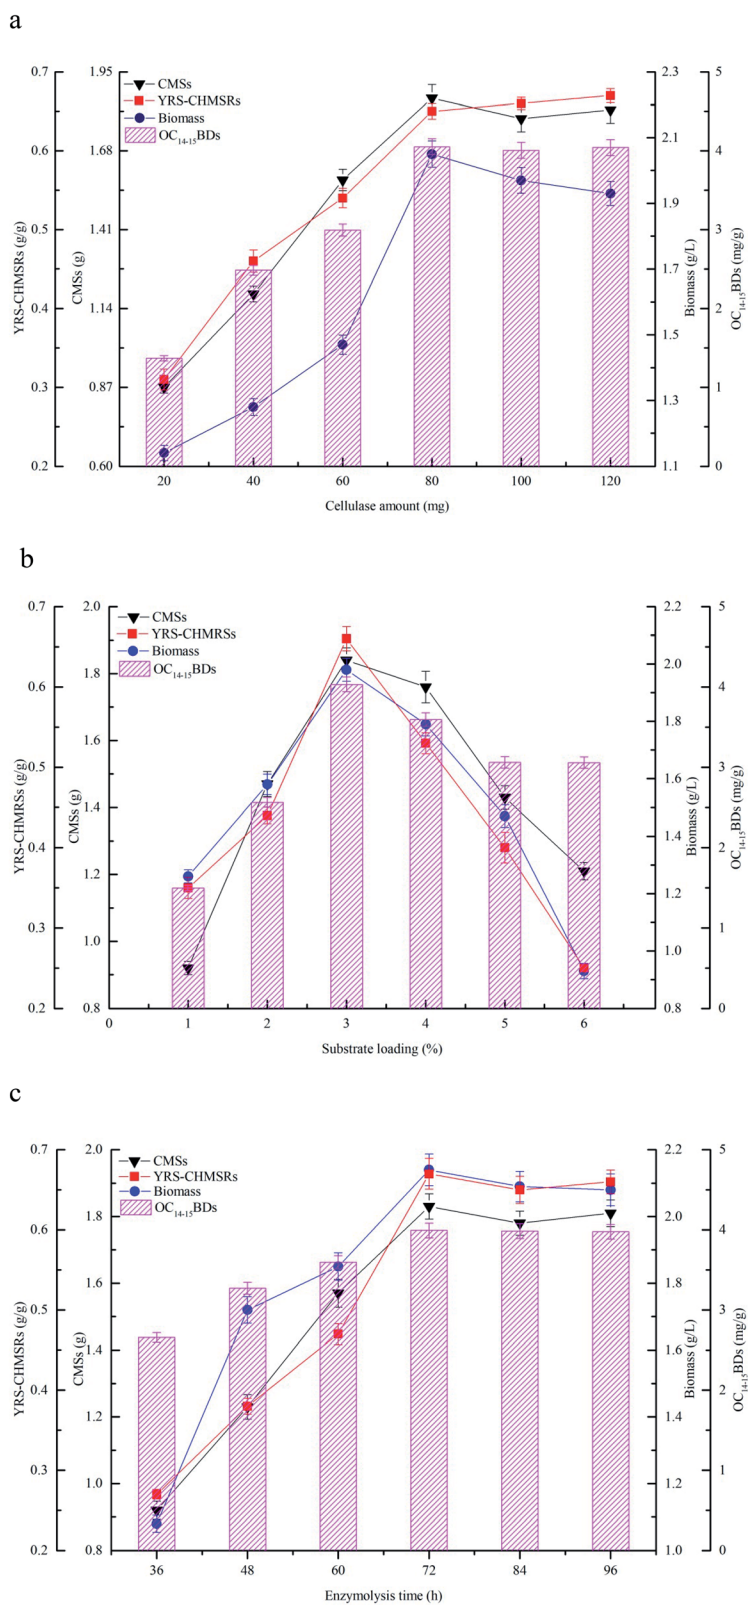 a
CMSs
YRS-CHMSRs
Biomass
OC14-15BDs
0.7
0.6
0.5
0.4
0.3
0.2
YRS-CHMSRs (g/g)
1.95
1.68
1.41
1.14
0.87
0.60
CMSs (g)
2.3
2.1
1.9
1.7
1.5
1.3
1.1
Biomass (g/L)
5
4
3
2
1
0
OC14-15BDs (mg/g)
20 40 60 80 100 120
Cellulase amount (mg)
b
CMSs
YRS-CHMRSs
Biomass
OC14-15BDs
0.7
0.6
0.5
0.4
0.3
0.2
YRS-CHMRSs (g/g)
2.0
1.8
1.6
1.4
1.2
1.0
0.8
CMSs (g)
2.2
2.0
1.8
1.6
1.4
1.2
1.0
0.8
Biomass (g/L)
5
4
3
2
1
0
OC14-15BDs (mg/g)
0 1 2 3 4 5 6
Substrate loading (%)
c
CMSs
YRS-CHMSRs
Biomass
OC14-15BDs
0.7
0.6
0.5
0.4
0.3
0.2
YRS-CHMSRs (g/g)
2.0
1.8
1.6
1.4
1.2
1.0
0.8
CMSs (g)
2.2
2.0
1.8
1.6
1.4
1.2
1.0
Biomass (g/L)
5
4
3
2
1
0
OC14-15BDs (mg/g)
36 48 60 72 84 96
Enzymolysis time (h)